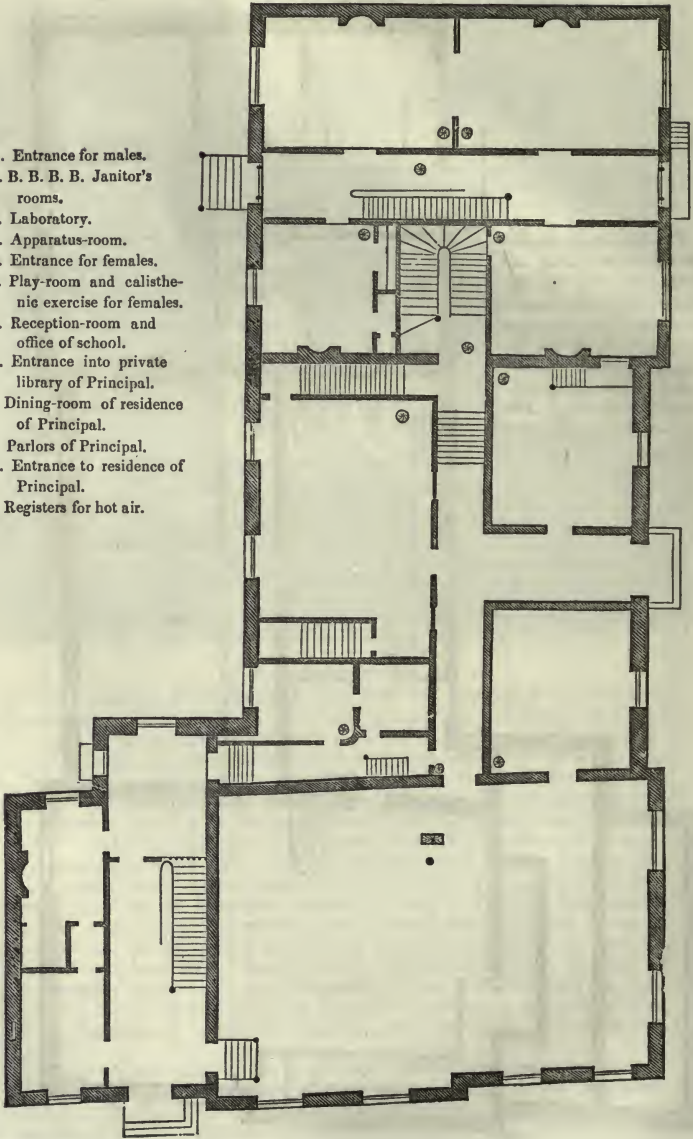 . Entrance for males.
. B. B. B. B. Janitor's
rooms.
. Laboratory.
. Apparatus-room.
. Entrance for females.
. Play-room and calisthe-
nic exercise for females.
. Reception-room and
office of school.
. Entrance into private
library of Principal.
Dining-room of residence
of Principal.
Parlors of Principal.
. Entrance to residence of
Principal.
Registers for hot air.